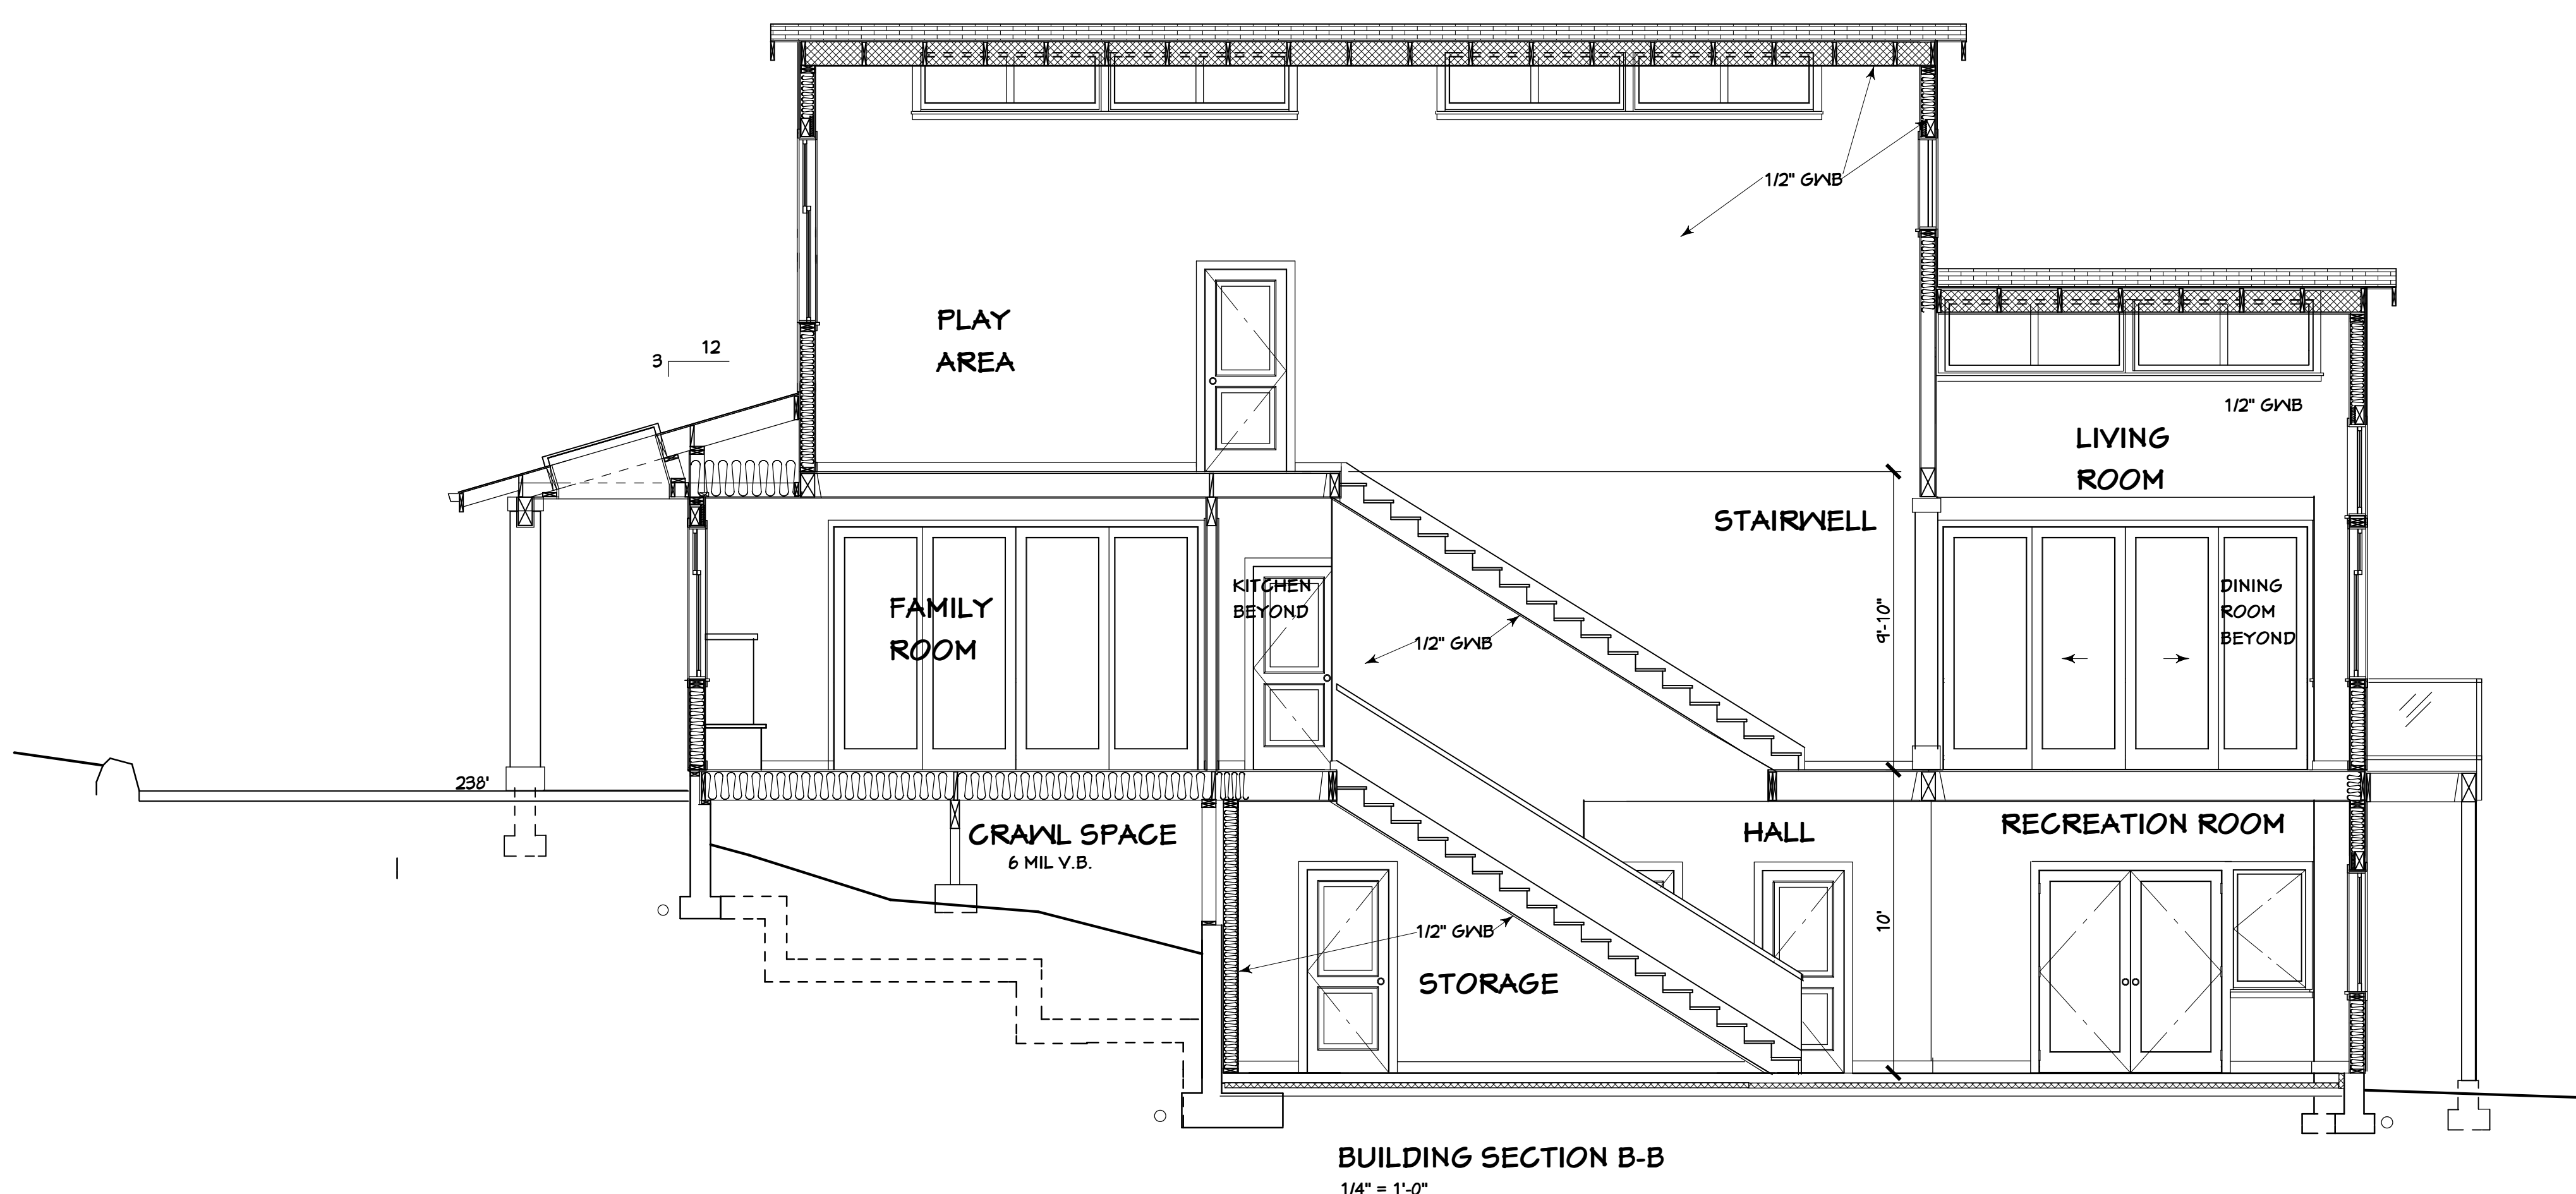 1/2" GWB
PLAY
AREA
12
3
1/2" GWB
LIVING
ROOM
STAIRWELL
FAMILY
ROOM
KITCHEN
BEYOND
1/2" GWB
9'-10"
DINING
ROOM
BEYOND
238'
CRAWL SPACE
6 MIL V.B.
HALL
RECREATION ROOM
10'
1/2" GWB
STORAGE
BUILDING SECTION B-B
1/4" = 1'-0"